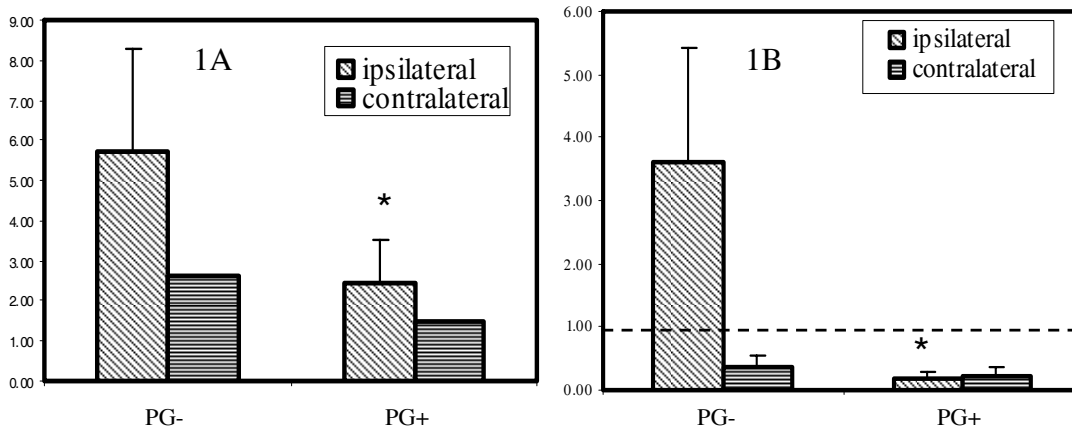 9.00
8.00
7.00
6.00
5.00
4.00
3.00
2.00
1.00
0.00
1A
ipsilateral
contralateral
*
PG-
PG+
6.00
5.00
4.00
3.00
2.00
1.00
0.00
1B
ipsilateral
contralateral
*
PG-
PG+